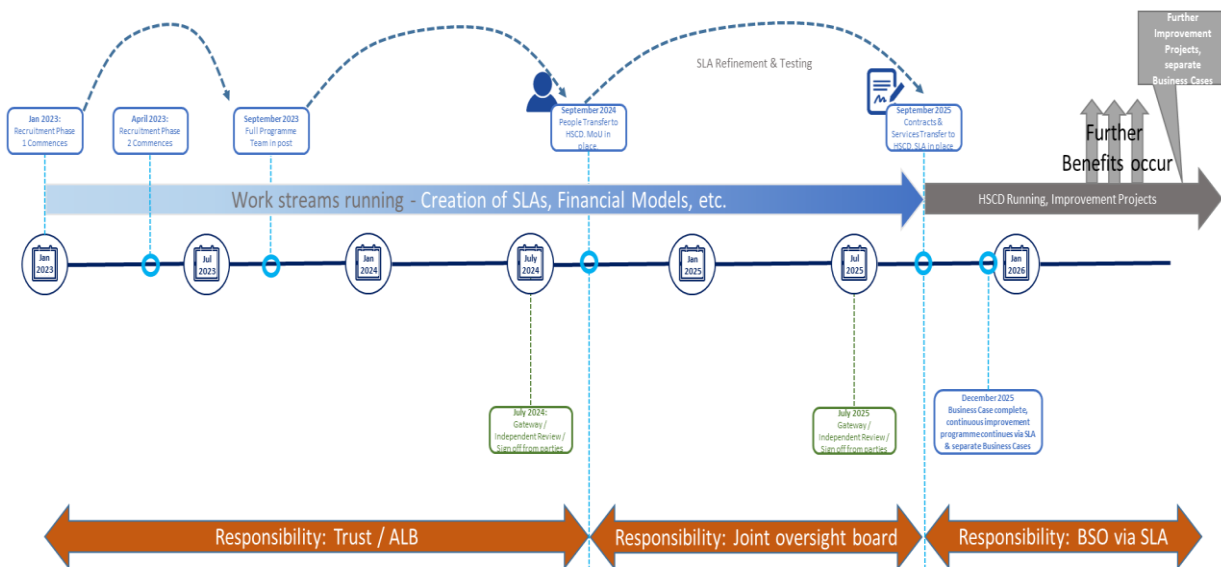 Further
Improvement
Projects,
separate
Business Cases
SLA Refinement & Testing
Jan 2023:
Recruitment Phase
1 Commences
April 2023:
Recruitment Phase
2 Commences
September 2023
Full Programme
Team in post
September 2024
People Transfer to
HSCD. MoU in
place
September 2025
Contracts &
Services Transfer to
HSCD. SLA in place
Further
Benefits occur
Work streams running - Creation of SLAs, Financial Models, etc.
HSCD Running, Improvement Projects
Jan
2023
Jul
2023
Jan
2024
July
2024
Jan
2025
Jul
2025
Jan
2026
July 2024:
Gateway /
Independent Review /
Sign off from parties
July 2025
Gateway /
Independent Review /
Sign off from parties
December 2025
Business Case complete,
continuous improvement
programme continues via SLA
& separate Business Cases
Responsibility: Trust / ALB
Responsibility: Joint oversight board
Responsibility: BSO via SLA